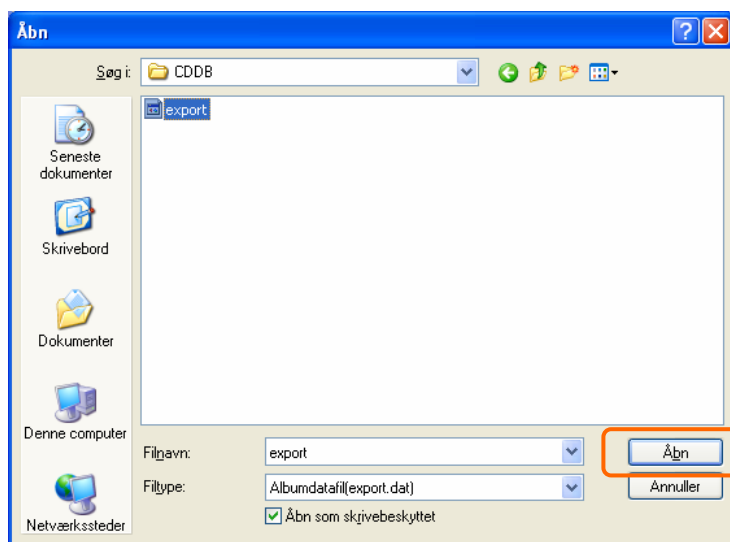 Åbn
Søg i:
CDDB
export
Seneste
dokumenter
Skrivebord
Dokumenter
Denne computer
Netværkssteder
Filnavn:
export
Åbn
Filtype:
Albumdatafil(export.dat)
Annuller
Åbn som skrivebeskyttet